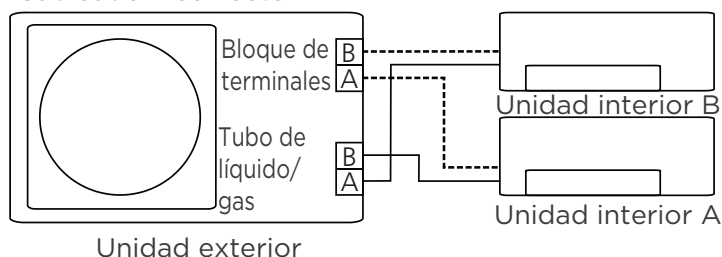 Bloque de
terminales
B
A
Tubo de
líquido/
gas
B
A
Unidad exterior
Unidad interior B
Unidad interior A